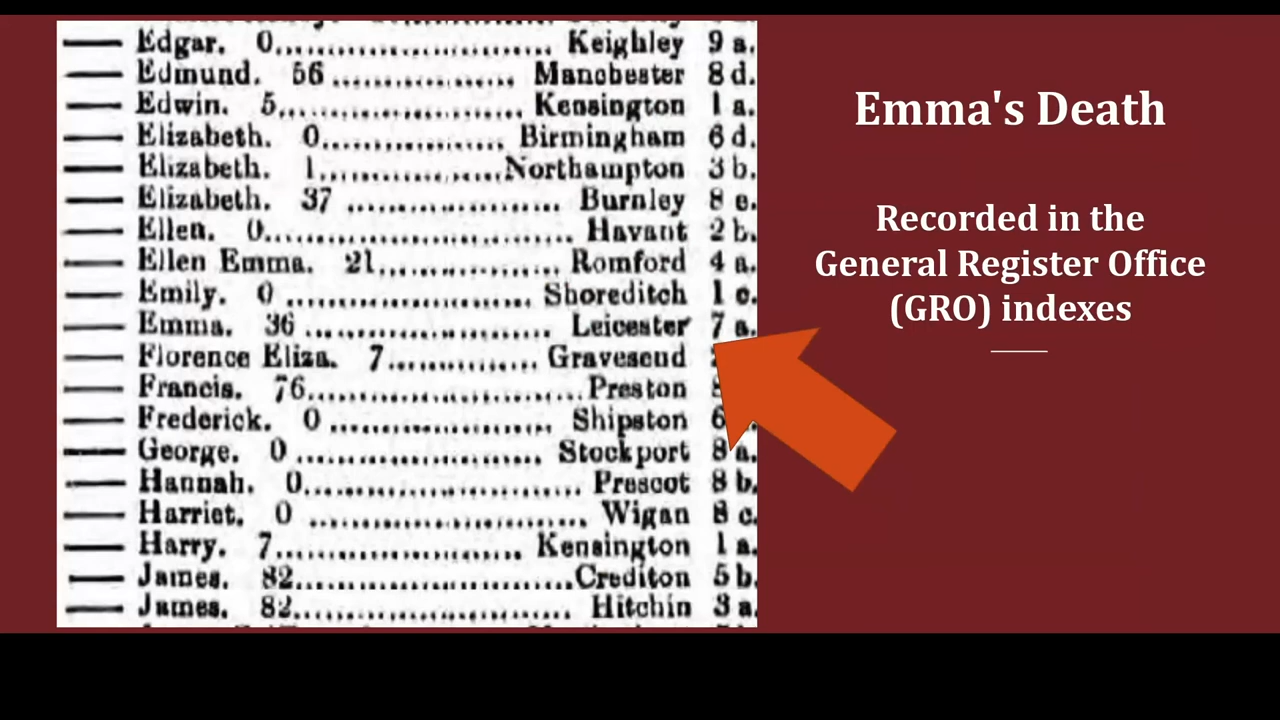 — Edgar. 0.............................. Keighley 9 a.
— Edmund. 56 .................... Manchester 8 d.
— Edwin. 5............................ Kensington 1 a.
— Elizabeth. 0.................... Birmingham 6 d.
— Elizabeth. 1....................Northampton 3 b.
— Elizabeth. 37 ....................... Burnley 8 e.
— Ellen. 0................................. Havant 2 b.
— Ellen Emma. 21.................... Romford 4 a.
— Emily. 0 .......................... Shoreditch 1 c.
— Emma. 36 .......................... Leicester 7 a.
— Florence Eliza. 7................ Gravesend
— Francis. 76.............................Preston
— Frederick. 0 ........................ Shipston 6
— George. 0 .......................... Stockport 8 a.
— Hannah. 0............................. Prescot 8 b.
— Harriet. 0 ............................. Wigan 8 c.
— Harry. 7.......................... Kensington 1 a.
— James. 82.............................Crediton 5 b.
— James. 82............................. Hitchin 3 a.
Emma's Death
Recorded in the
General Register Office
(GRO) indexes